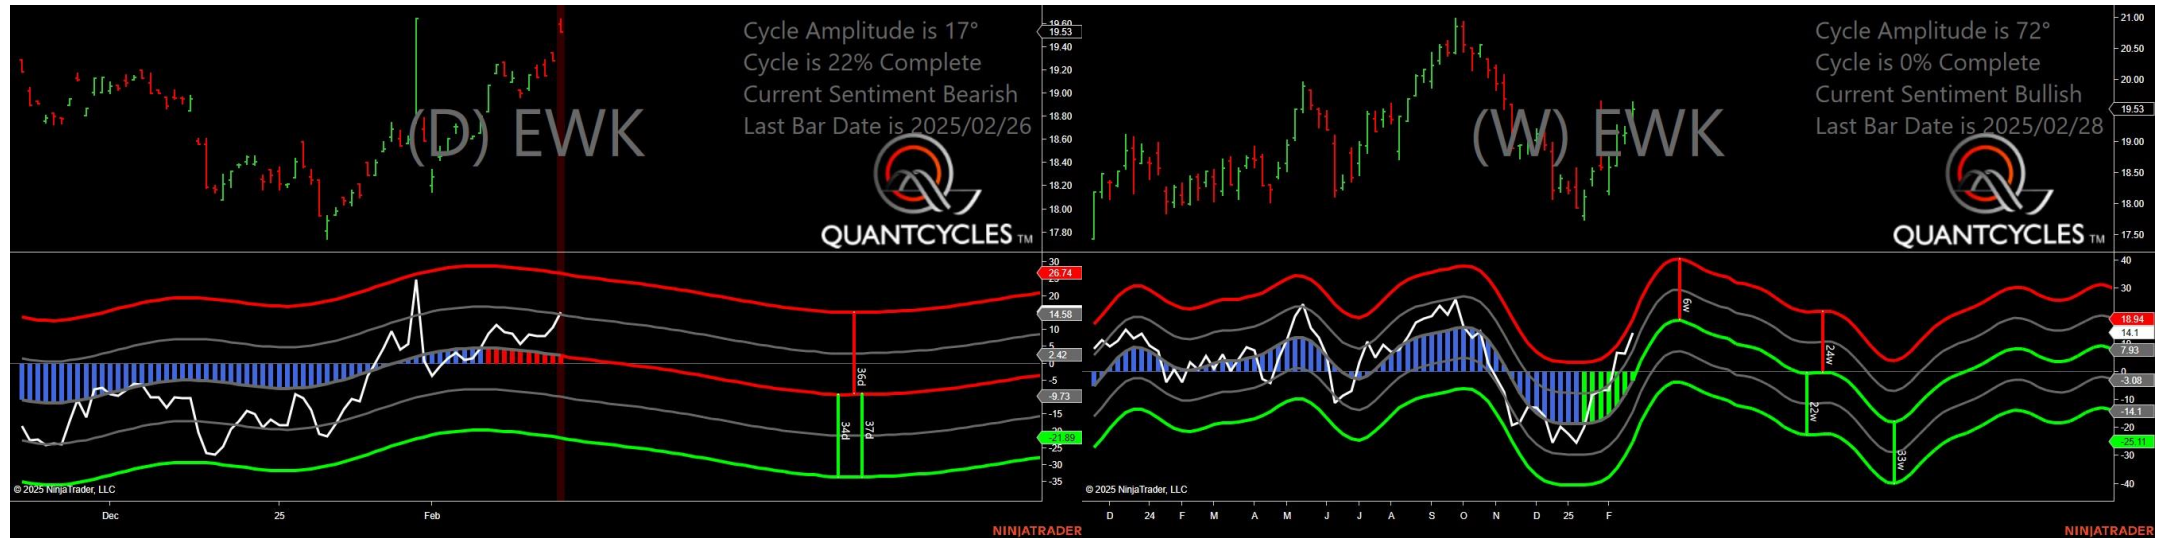 Cycle Amplitude is 17°
Cycle is 22% Complete
Current Sentiment Bearish
Last Bar Date is 2025/02/26
(D) EWK
QUANTCYCLES TM
19.60
19.53
19.40
19.20
19.00
18.80
18.60
18.40
18.20
18.00
17.80
30
26.74
20
14.58
10
5
2.42
0
-5
-9.73
-15
-21.89
-25
-30
-35
36d
34d
37d
© 2025 NinjaTrader, LLC
Dec
25
Feb
NINJATRADER
Cycle Amplitude is 72°
Cycle is 0% Complete
Current Sentiment Bullish
Last Bar Date is 2025/02/28
(W) EWK
QUANTCYCLES TM
21.00
20.50
20.00
19.53
19.00
18.50
18.00
17.50
40
30
18.94
14.1
7.93
0
-3.08
-10
-14.1
-20
-25.11
-30
-40
6w
24w
22w
33w
© 2025 NinjaTrader, LLC
D 24 F M A M J J A S O N D 25 F
NINJATRADER